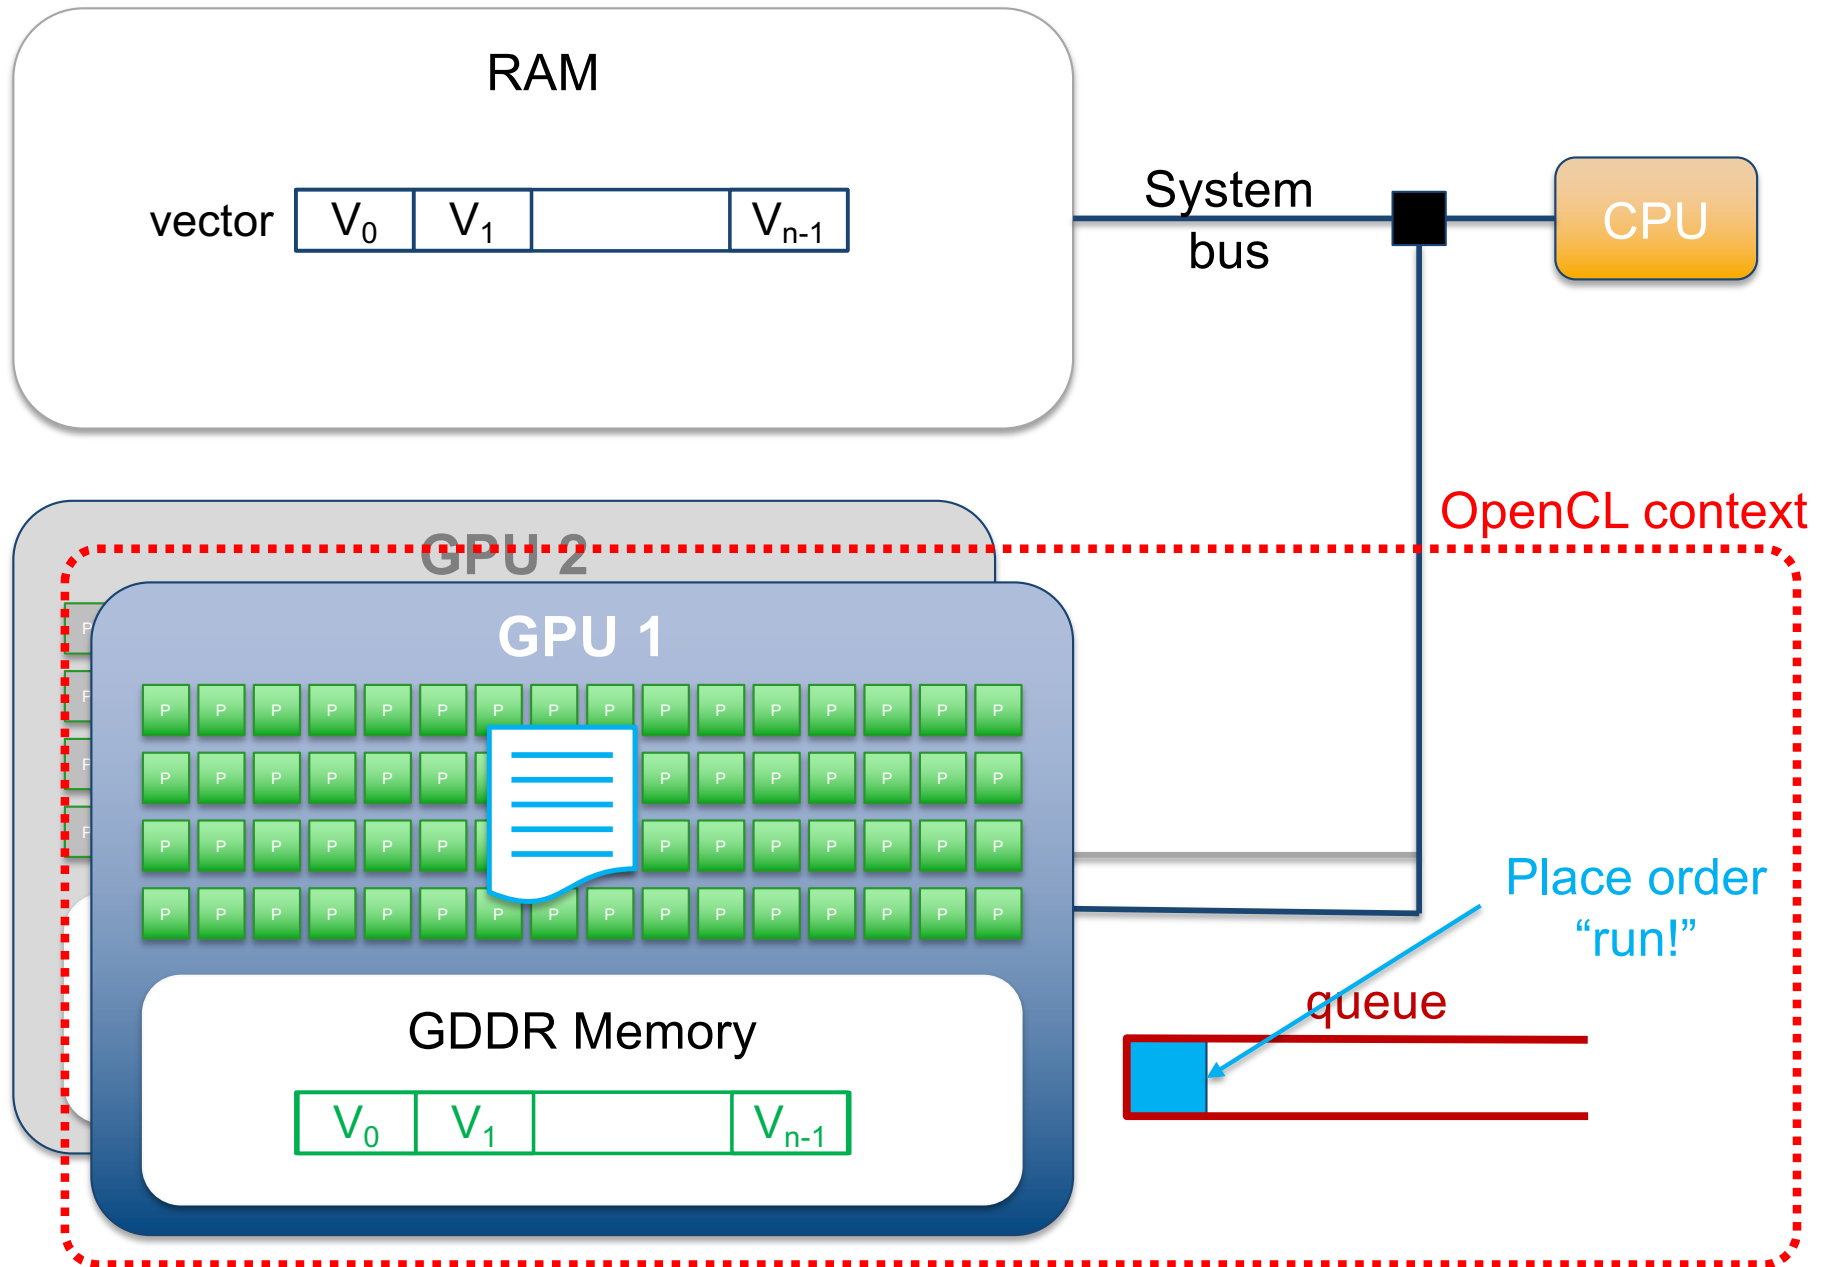 RAM
vector V0 V1 Vn-1
System
bus
CPU
OpenCL context
GPU 2
GPU 1
P P P P P P P P P P P P P P P P P
P P P P P P P P P P P P P P
P P P P P P P P P P P P P P
P P P P P P P P P P P P P P P P P
Place order
“run!”
queue
GDDR Memory
V0 V1 Vn-1